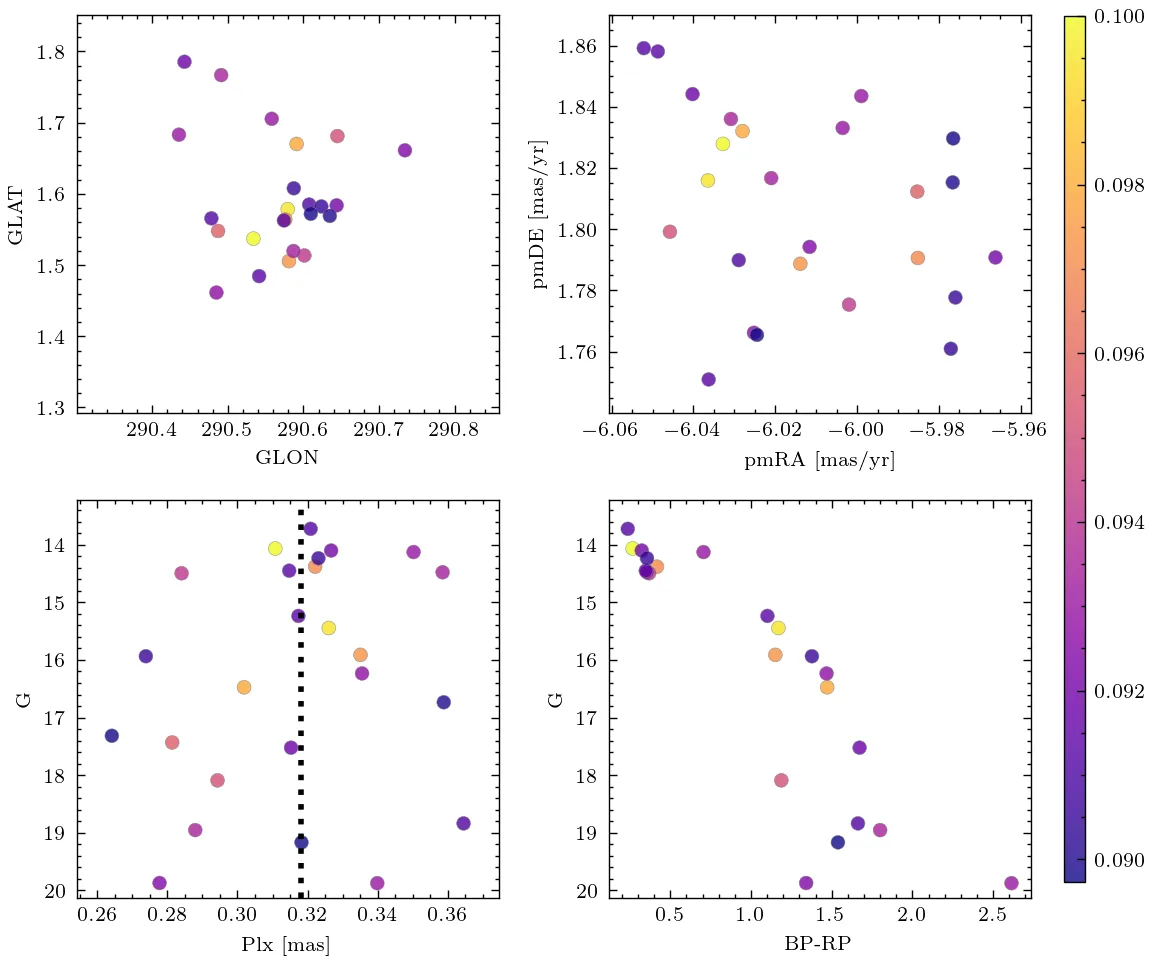 1.8
1.7
1.6
1.5
1.4
1.3
GLAT
290.4 290.5 290.6 290.7 290.8
GLON
1.86
1.84
1.82
1.80
1.78
1.76
pmDE [mas/yr]
−6.06 −6.04 −6.02 −6.00 −5.98 −5.96
pmRA [mas/yr]
14
15
16
17
18
19
20
G
0.26 0.28 0.30 0.32 0.34 0.36
Plx [mas]
14
15
16
17
18
19
20
G
0.5 1.0 1.5 2.0 2.5
BP-RP
0.100
0.098
0.096
0.094
0.092
0.090